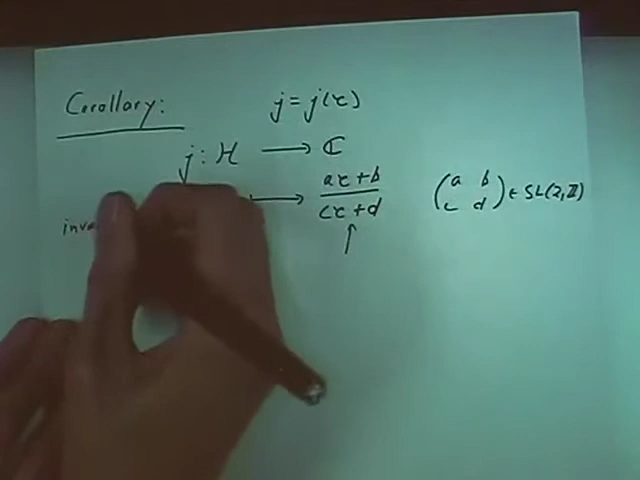 Corollary:
j = j(τ)
j : H → ℂ
→ aτ + b / cτ + d
( a b c d ) ∈ SL(2, ℤ)